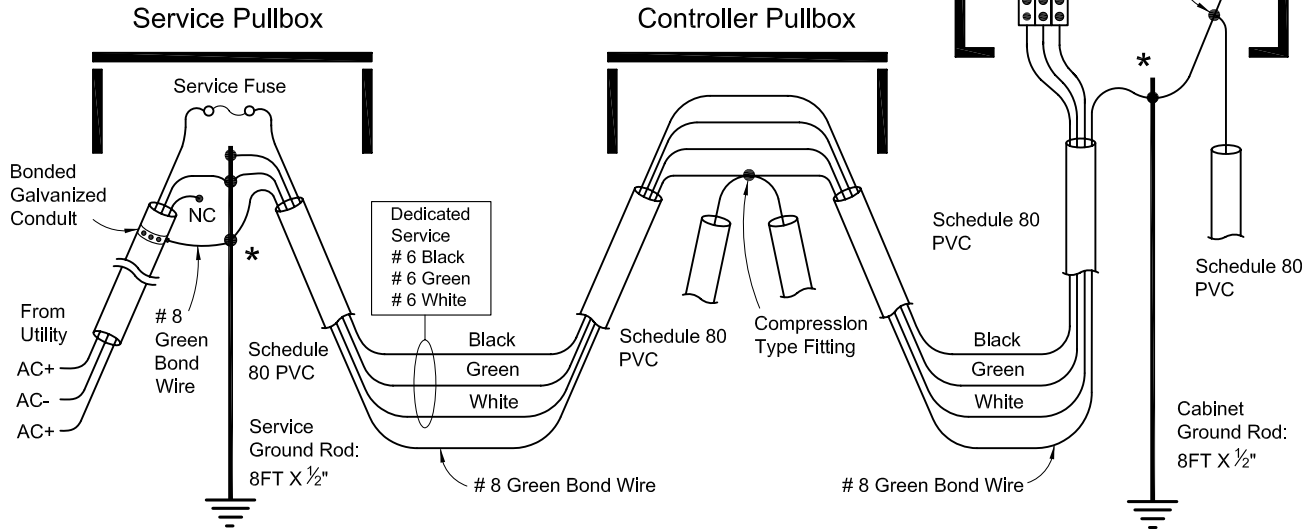 Service Pullbox
Controller Pullbox
Service Fuse
Bonded
Galvanized
Conduit
NC
*
Dedicated
Service
# 6 Black
# 6 Green
# 6 White
From
Utility
AC+
AC-
AC+
# 8
Green
Bond
Wire
Schedule
80 PVC
Service
Ground Rod:
8FT X ½"
Black
Green
White
# 8 Green Bond Wire
Schedule 80
PVC
Compression
Type Fitting
Black
Green
White
# 8 Green Bond Wire
Schedule 80
PVC
*
Schedule 80
PVC
Cabinet
Ground Rod:
8FT X ½"
*